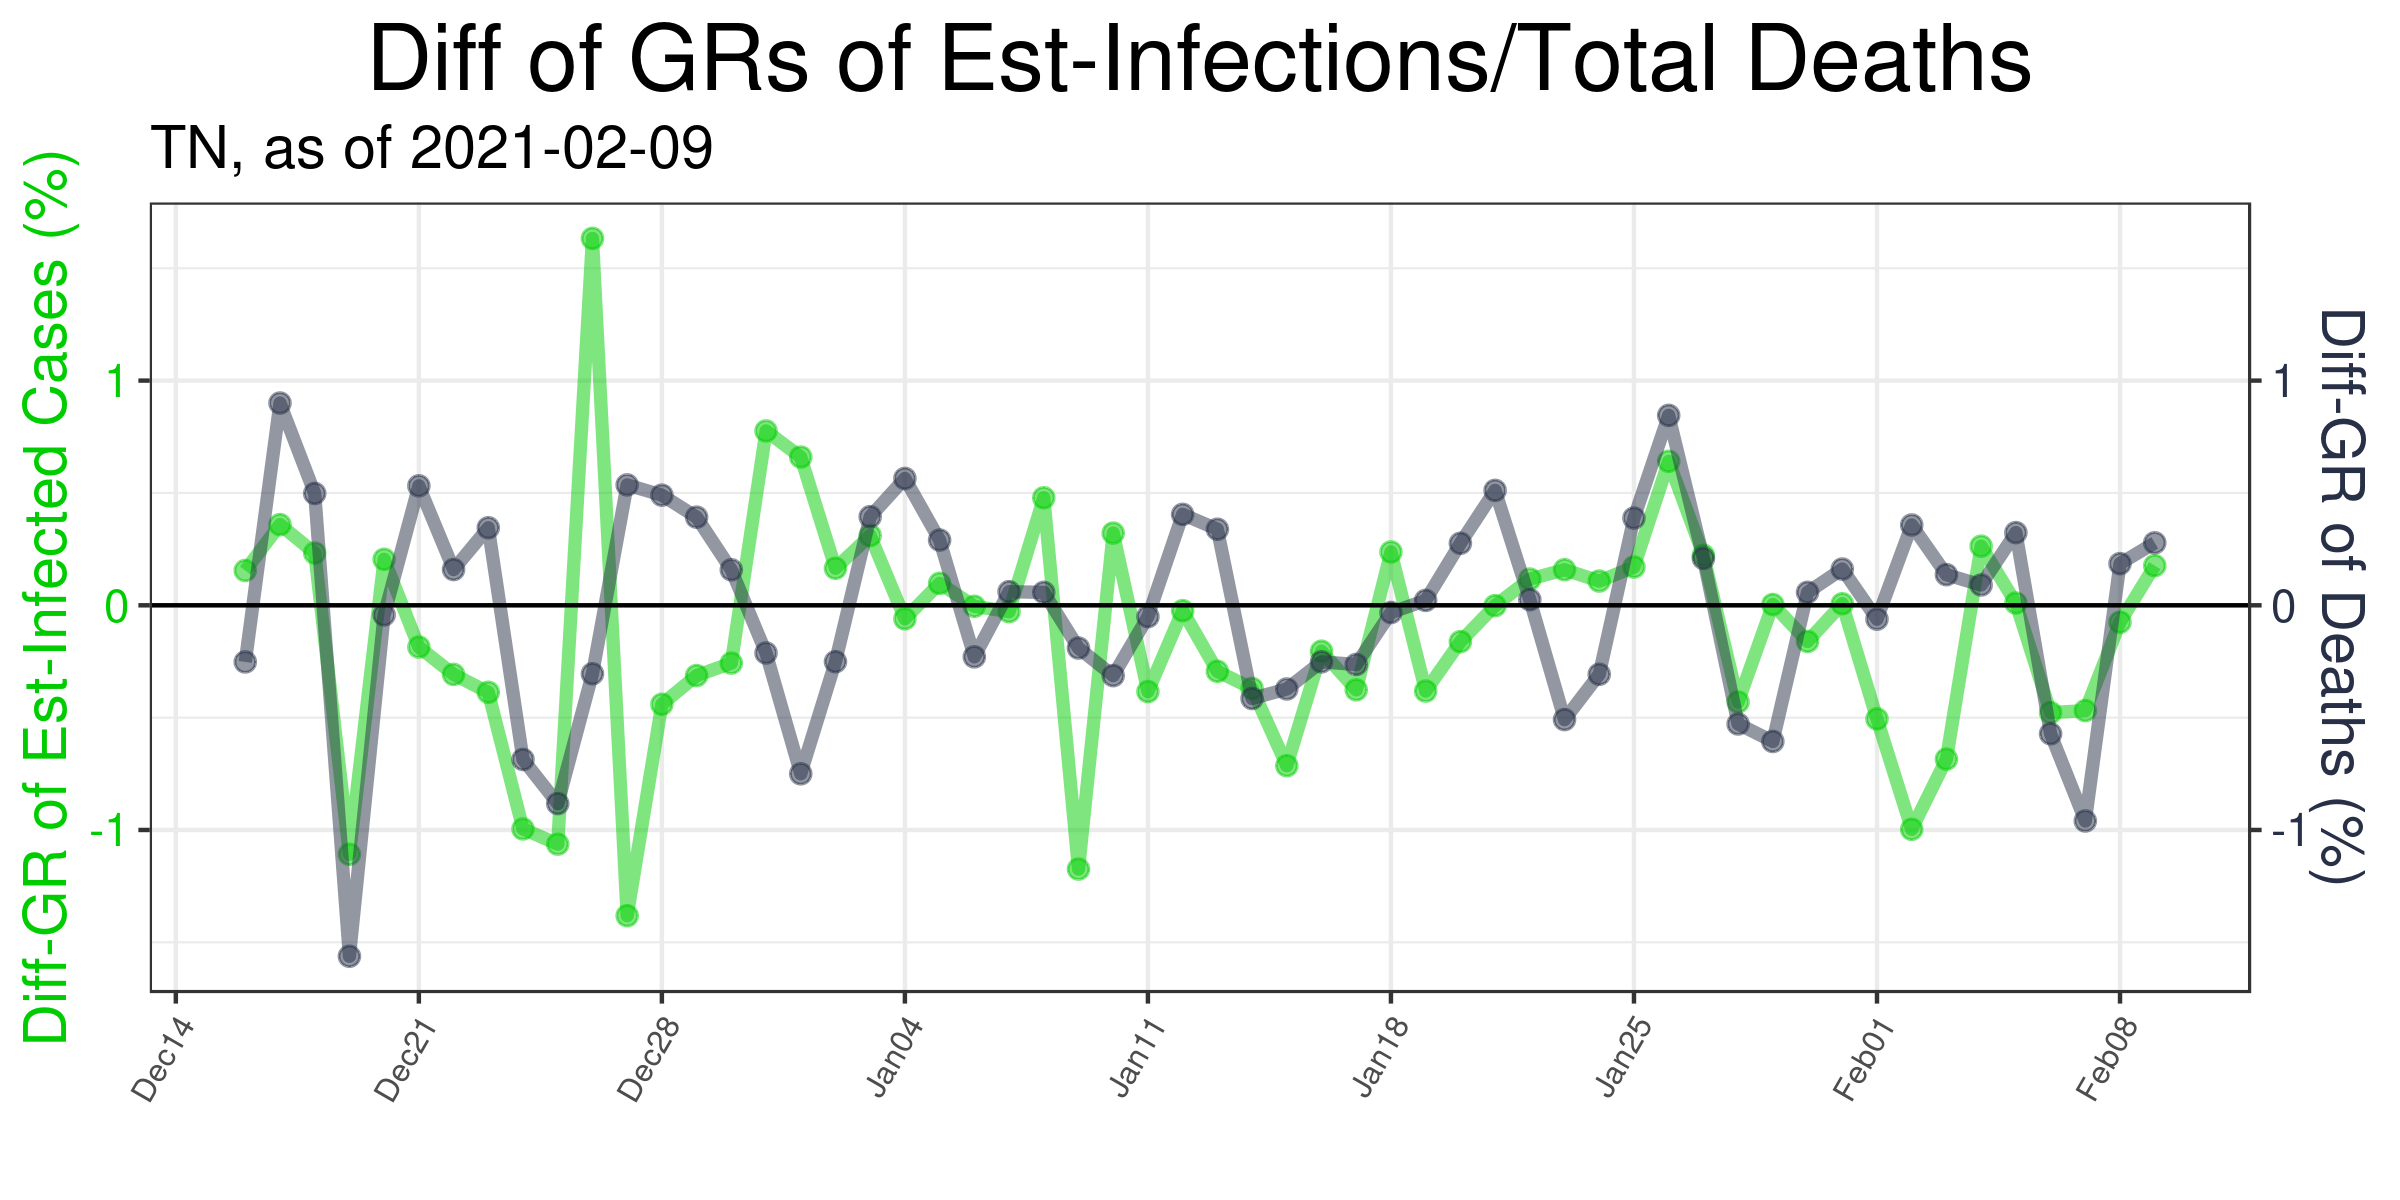 Diff of GRs of Est-Infections/Total Deaths
TN, as of 2021-02-09
Diff-GR of Est-Infected Cases (%)
1
0
-1
1
0
-1
Diff-GR of Deaths (%)
Dec14
Dec21
Dec28
Jan04
Jan11
Jan18
Jan25
Feb01
Feb08